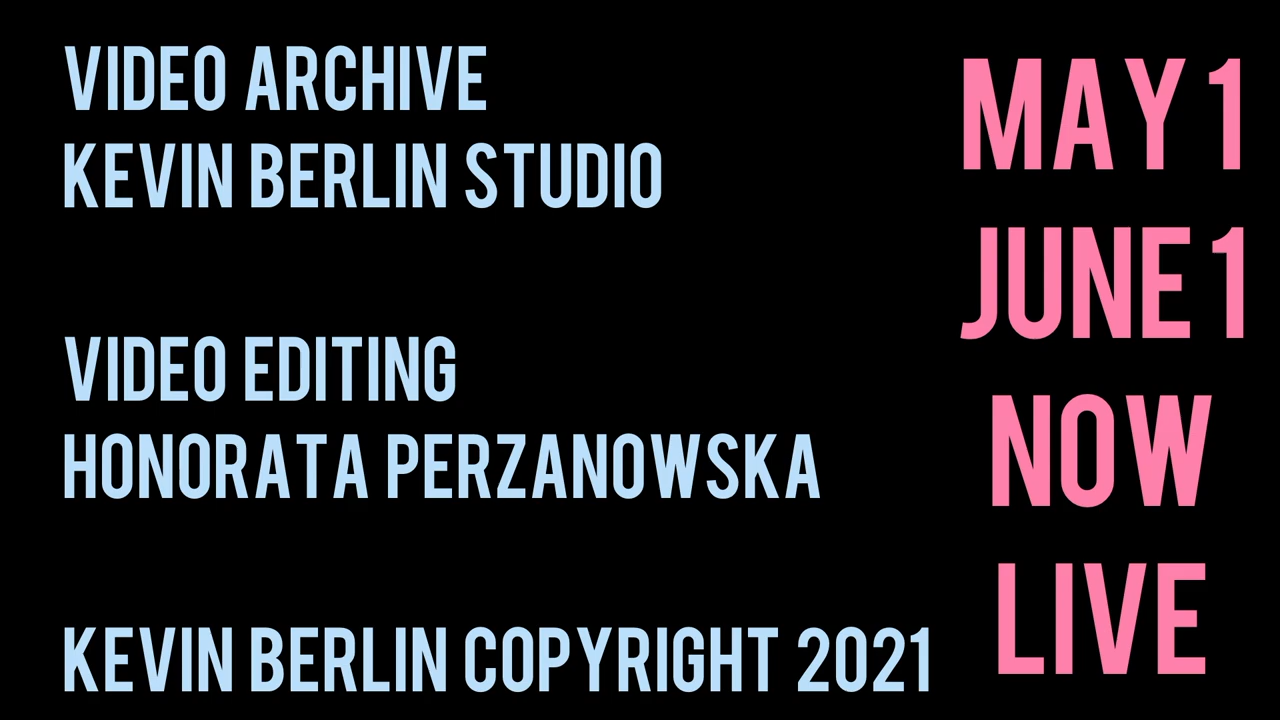 VIDEO ARCHIVE
KEVIN BERLIN STUDIO
VIDEO EDITING
HONORATA PERZANOWSKA
KEVIN BERLIN COPYRIGHT 2021
MAY 1
JUNE 1
NOW
LIVE